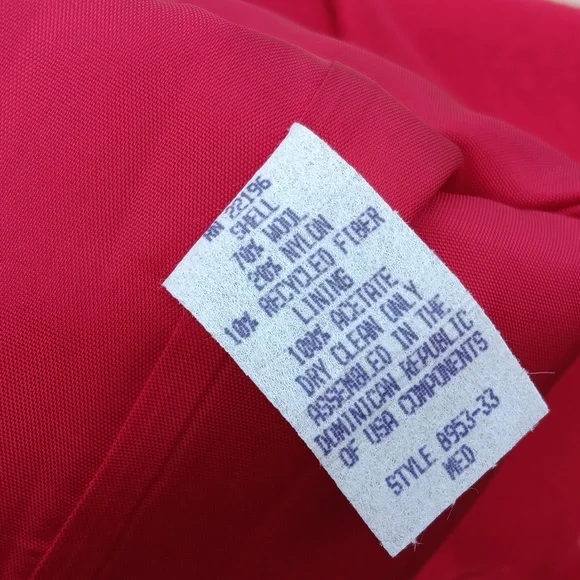 RN 22196
SHELL
70% WOOL
20% NYLON
10% RECYCLED FIBER
LINING
100% ACETATE
DRY CLEAN ONLY
ASSEMBLED IN THE
DOMINICAN REPUBLIC
OF USA COMPONENTS
STYLE 8953-33
MED